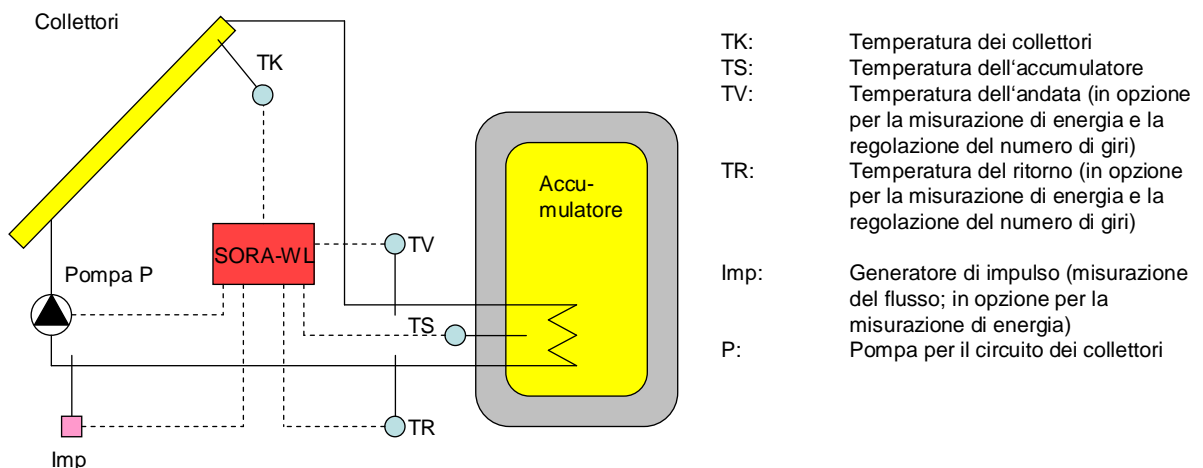 Collettori
TK
Accu-
mulatore
SORA-WL
TV
Pompa P
TS
TR
Imp
TK: Temperatura dei collettori
TS: Temperatura dell‘accumulatore
TV: Temperatura dell‘andata (in opzione
per la misurazione di energia e la
regolazione del numero di giri)
TR: Temperatura del ritorno (in opzione
per la misurazione di energia e la
regolazione del numero di giri)
Imp: Generatore di impulso (misurazione
del flusso; in opzione per la
misurazione di energia)
P: Pompa per il circuito dei collettori